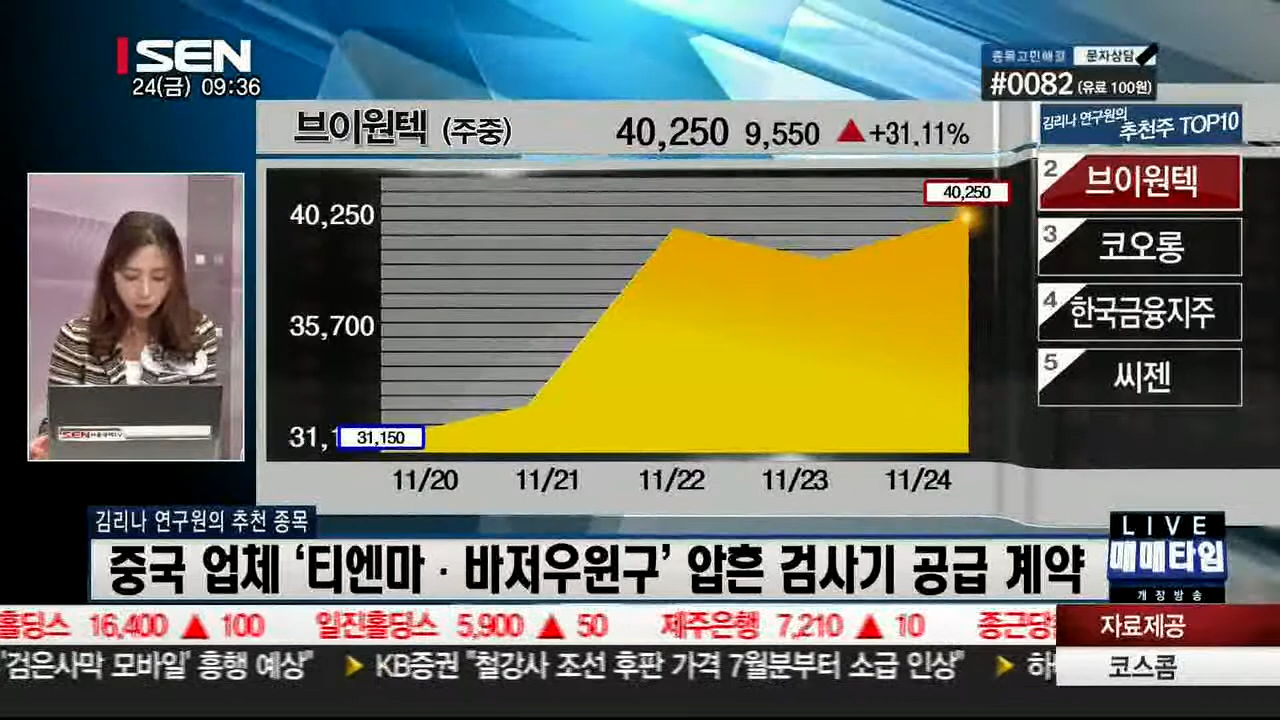 SEN
24(금) 09:36
종목고민해결 문자상담
#0082 (유료 100원)
브이원텍 (주중) 40,250 9,550 ▲+31.11%
김리나 연구원의 추천주 TOP10
2 브이원텍
3 코오롱
4 한국금융지주
5 씨젠
40,250
40,250
35,700
31,1
31,150
11/20 11/21 11/22 11/23 11/24
SEN
김리나 연구원의 추천 종목
중국 업체 '티엔마·바저우윈구' 압흔 검사기 공급 계약
LIVE
매매타임
개장방송
홀딩스 16,400 ▲ 100 일진홀딩스 5,900 ▲ 50 제주은행 7,210 ▲ 10 종근당
자료제공
'검은사막 모바일' 흥행 예상" ▶ KB증권 "철강사 조선 후판 가격 7월분부터 소급 인상" ▶ 하
코스콤